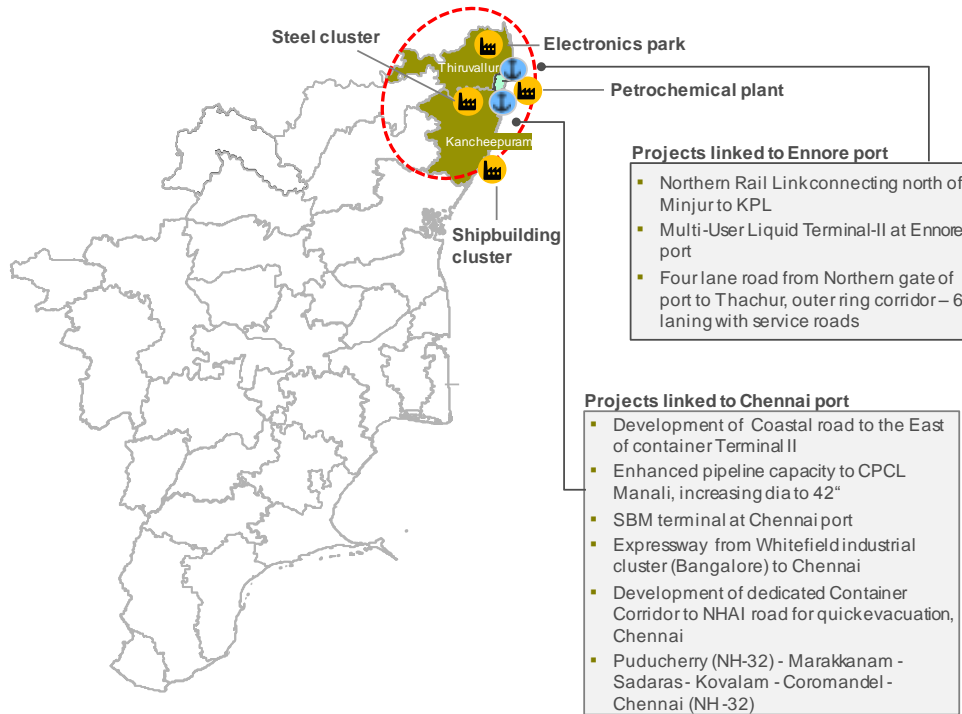 Steel cluster
Electronics park
Thiruvallur
Petrochemical plant
Kancheepuram
Shipbuilding
cluster
Projects linked to Ennore port
▪ Northern Rail Link connecting north of
Minjur to KPL
▪ Multi-User Liquid Terminal-II at Ennore
port
▪ Four lane road from Northern gate of
port to Thachur, outer ring corridor – 6
laning with service roads
Projects linked to Chennai port
▪ Development of Coastal road to the East
of container Terminal II
▪ Enhanced pipeline capacity to CPCL
Manali, increasing dia to 42“
▪ SBM terminal at Chennai port
▪ Expressway from Whitefield industrial
cluster (Bangalore) to Chennai
▪ Development of dedicated Container
Corridor to NHAI road for quick evacuation,
Chennai
▪ Puducherry (NH-32) - Marakkanam -
Sadaras - Kovalam - Coromandel -
Chennai (NH-32)